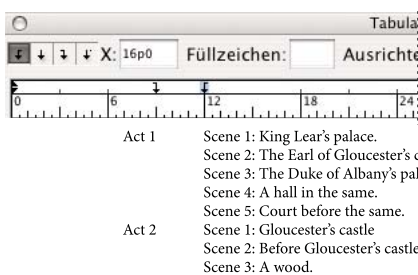 Tabula
X: 16p0 Füllzeichen: Ausrichte
0 6 12 18 24
Act 1 Scene 1: King Lear's palace.
Scene 2: The Earl of Gloucester's c
Scene 3: The Duke of Albany's pal
Scene 4: A hall in the same.
Scene 5: Court before the same.
Act 2 Scene 1: Gloucester's castle
Scene 2: Before Gloucester's castle
Scene 3: A wood.